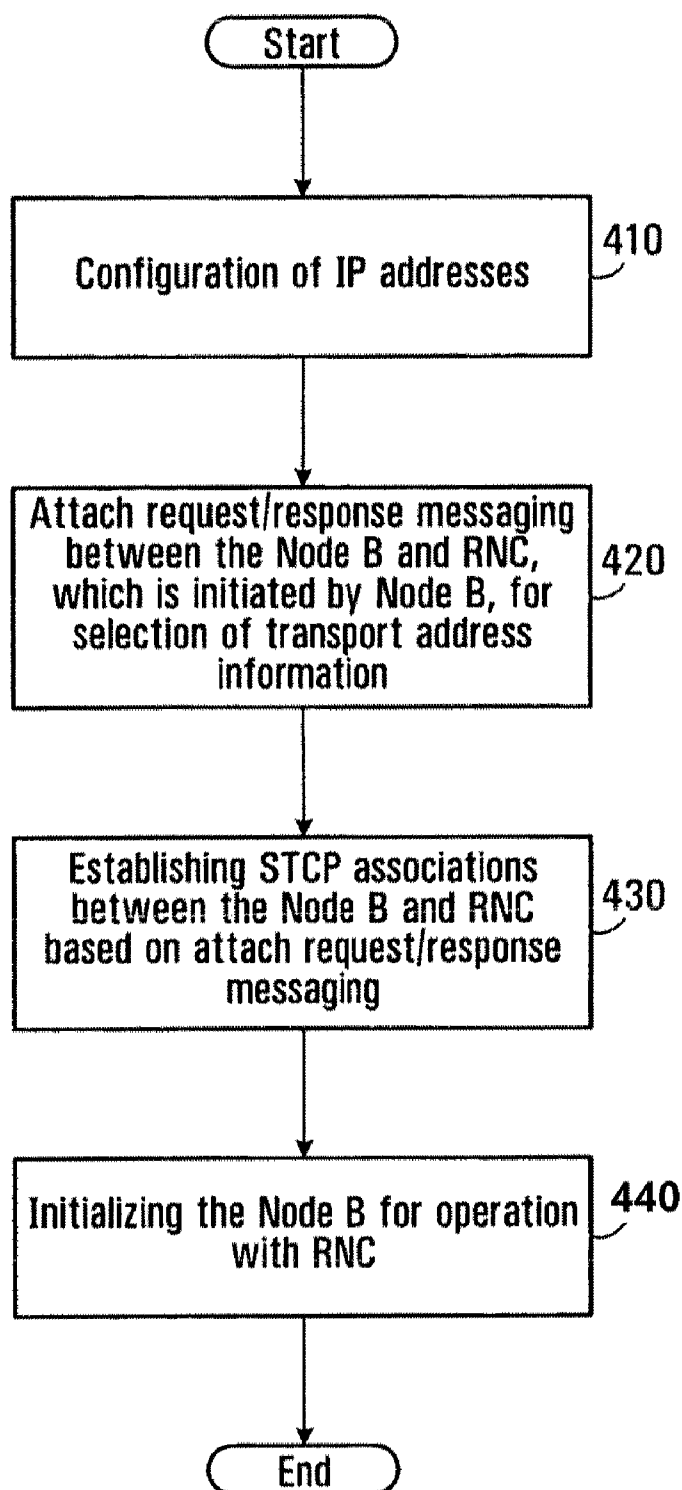 Start
Configuration of IP addresses
410
Attach request/response messaging
between the Node B and RNC,
which is initiated by Node B, for
selection of transport address
information
420
Establishing STCP associations
between the Node B and RNC
based on attach request/response
messaging
430
Initializing the Node B for operation
with RNC
440
End